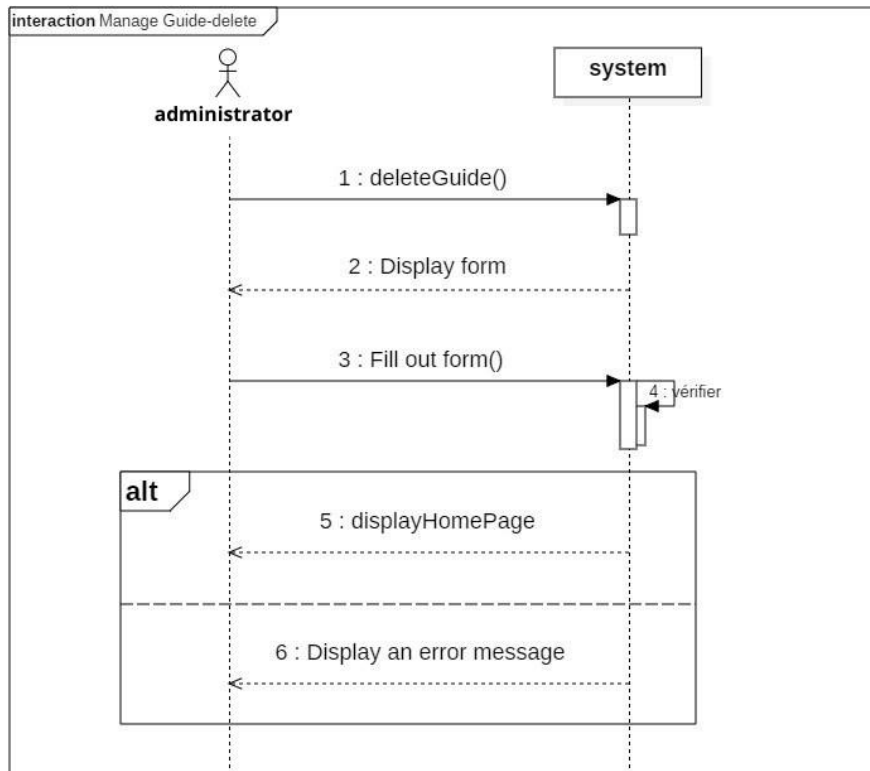 interaction Manage Guide-delete
administrator
system
1 : deleteGuide()
2 : Display form
3 : Fill out form()
4 : vérifier
alt
5 : displayHomePage
6 : Display an error message